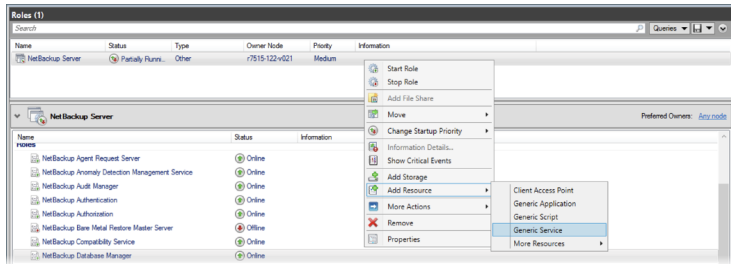 Roles (1)
Search
Queries
Name Status Type Owner Node Priority Information
NetBackup Server Partially Runni... Other r7515-122-v021 Medium
Start Role
Stop Role
Add File Share
Move
Change Startup Priority
Information Details...
Show Critical Events
Add Storage
Add Resource
More Actions
Remove
Properties
Client Access Point
Generic Application
Generic Script
Generic Service
More Resources
NetBackup Server
Preferred Owners: Any node
Name Status Information
Roles
NetBackup Agent Request Server Online
NetBackup Anomaly Detection Management Service Online
NetBackup Audit Manager Online
NetBackup Authentication Online
NetBackup Authorization Online
NetBackup Bare Metal Restore Master Server Offline
NetBackup Compatibility Service Online
NetBackup Database Manager Online